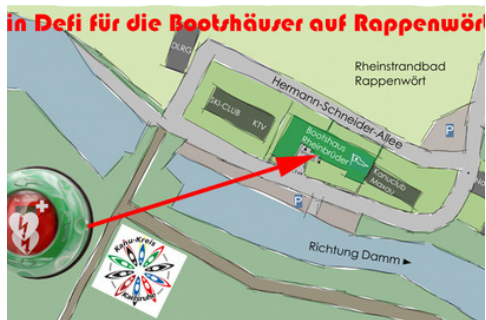 in Defi für die Bootshäuser auf Rappenwört
DLRG
Rheinstrandbad
Rappenwört
Hermann-Schneider-Allee
SKI-CLUB KTV
Bootshaus
Rheinbrüder
P
Kanuclub
Maxau
P
Richtung Damm
Kanu-Kreis
Karlsruhe